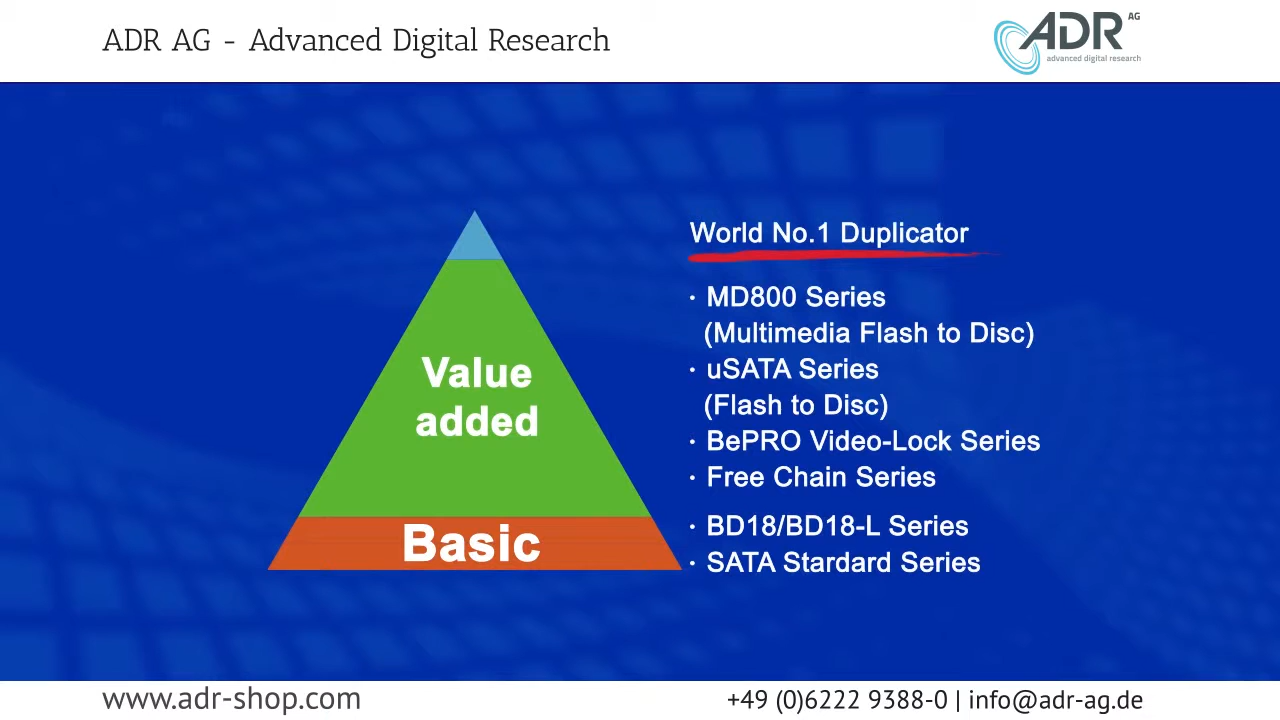 ADR AG - Advanced Digital Research
ADR AG
advanced digital research
World No.1 Duplicator
· MD800 Series
(Multimedia Flash to Disc)
· uSATA Series
(Flash to Disc)
· BePRO Video-Lock Series
· Free Chain Series
· BD18/BD18-L Series
· SATA Stardard Series
Value
added
Basic
www.adr-shop.com
+49 (0)6222 9388-0 | info@adr-ag.de